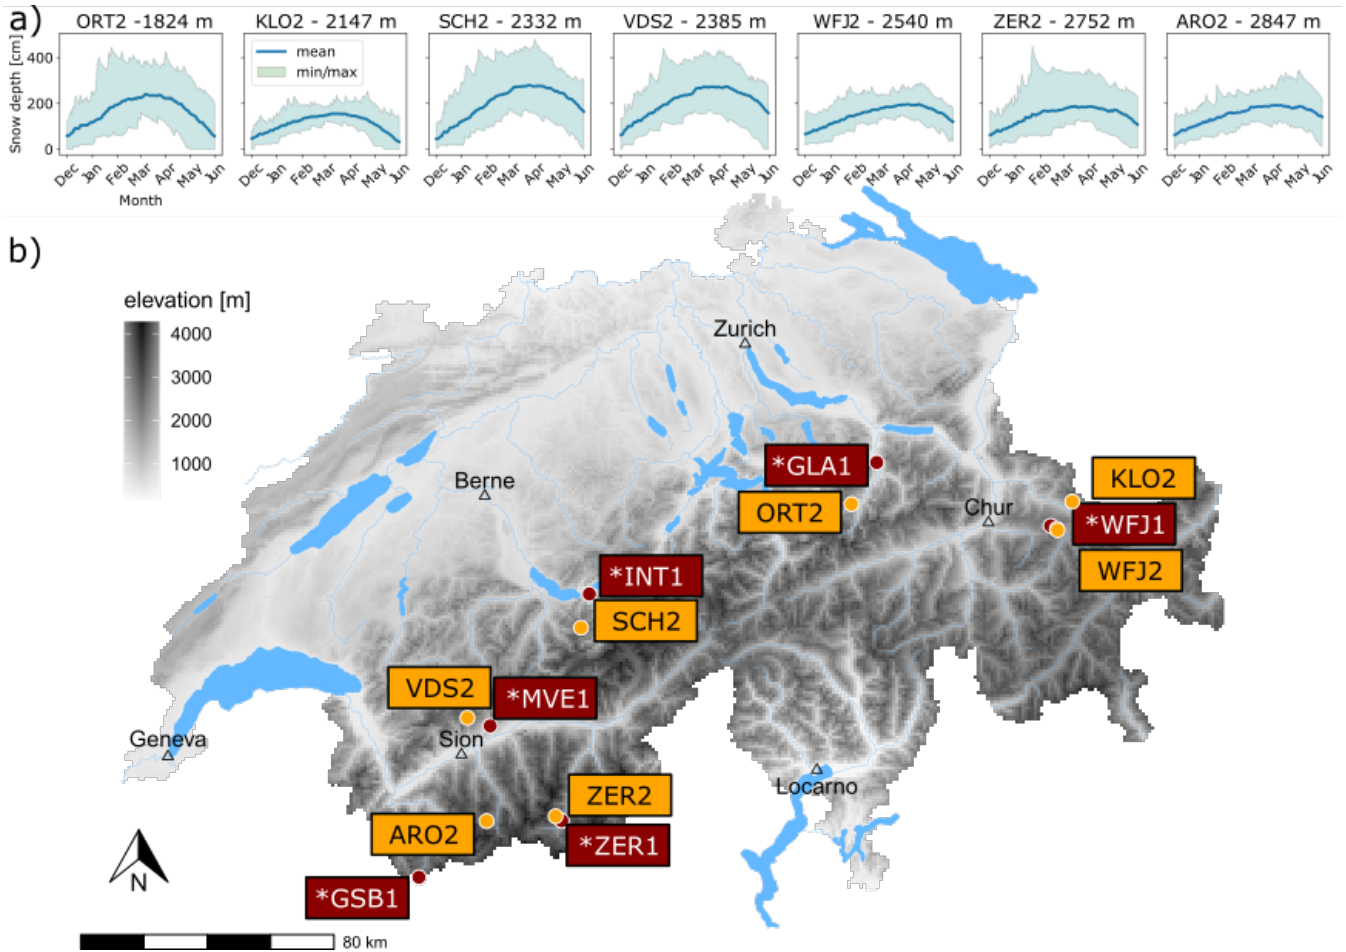 a)
ORT2 -1824 m
KLO2 - 2147 m
SCH2 - 2332 m
VDS2 - 2385 m
WFJ2 - 2540 m
ZER2 - 2752 m
ARO2 - 2847 m
Snow depth [cm]
400
200
0
mean
min/max
Dec Jan Feb Mar Apr May Jun
Dec Jan Feb Mar Apr May Jun
Dec Jan Feb Mar Apr May Jun
Dec Jan Feb Mar Apr May Jun
Dec Jan Feb Mar Apr May Jun
Dec Jan Feb Mar Apr May Jun
Dec Jan Feb Mar Apr May Jun
Month
b)
elevation [m]
4000
3000
2000
1000
Zurich
*GLA1
KLO2
Berne
ORT2
Chur
*WFJ1
*INT1
WFJ2
SCH2
VDS2
*MVE1
Geneva
Sion
Locarno
ZER2
ARO2
*ZER1
N
*GSB1
80 km